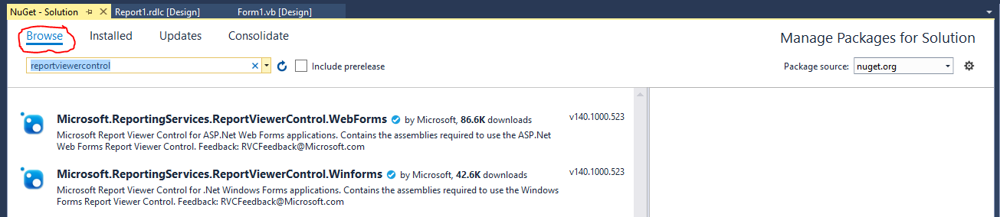 NuGet - Solution Report1.rdlc [Design] Form1.vb [Design]
Browse Installed Updates Consolidate
Manage Packages for Solution
reportviewercontrol Include prerelease
Package source: nuget.org
Microsoft.ReportingServices.ReportViewerControl.WebForms by Microsoft, 86.6K downloads v140.1000.523
Microsoft Report Viewer Control for ASP.Net Web Forms applications. Contains the assemblies required to use the ASP.Net
Web Forms Report Viewer Control. Feedback: RVCFeedback@Microsoft.com
Microsoft.ReportingServices.ReportViewerControl.Winforms by Microsoft, 42.6K downloads v140.1000.523
Microsoft Report Viewer Control for .Net Windows Forms applications. Contains the assemblies required to use the Windows
Forms Report Viewer Control. Feedback: RVCFeedback@Microsoft.com